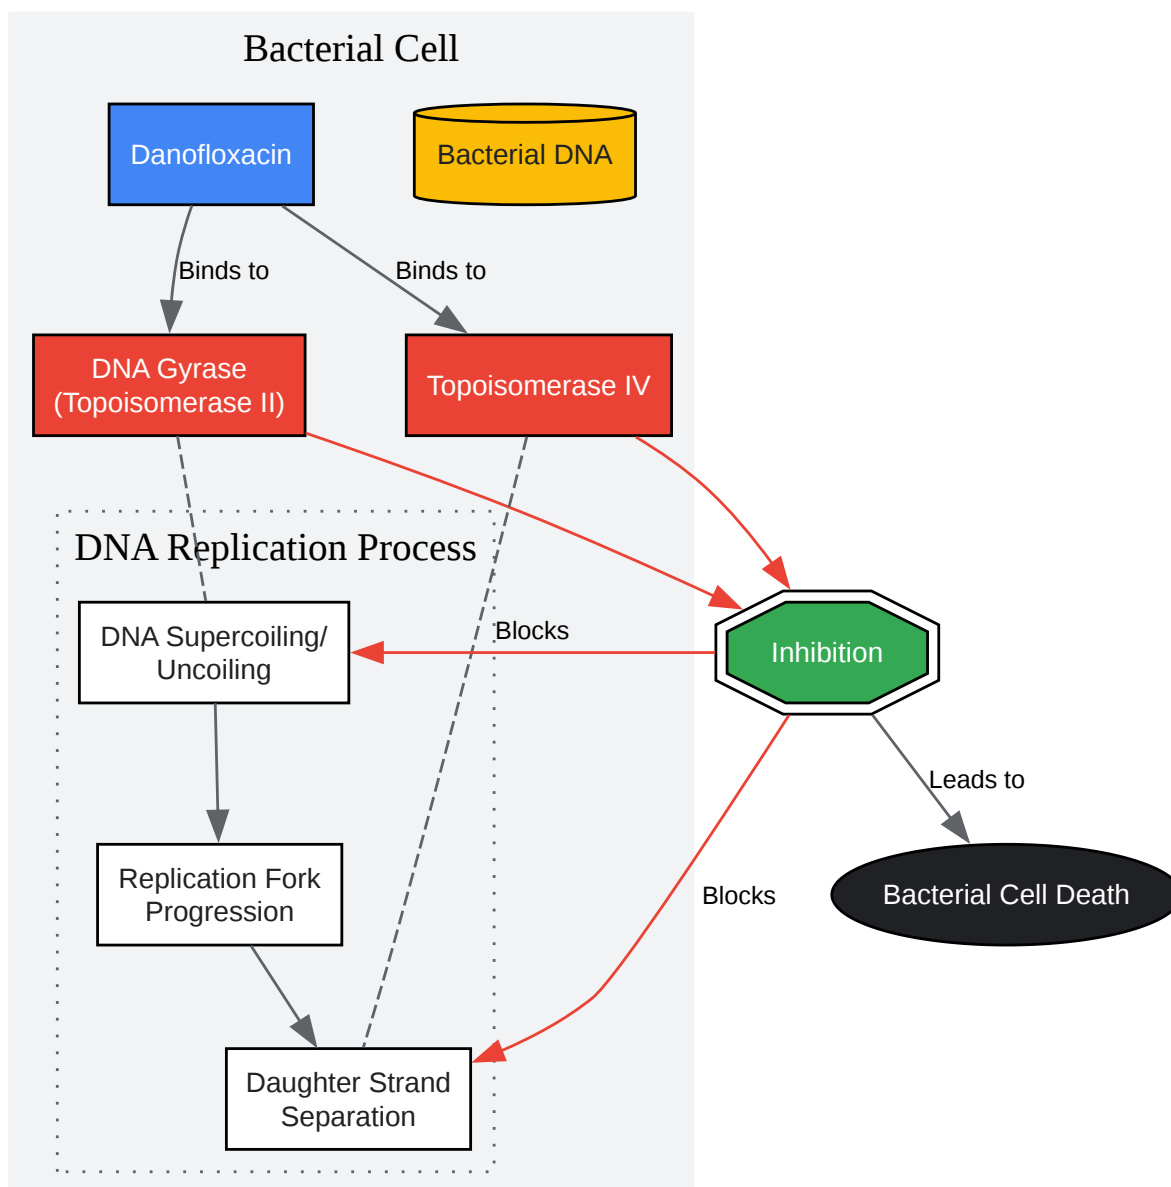 Bacterial Cell
Danofloxacin
Bacterial DNA
Binds to
Binds to
DNA Gyrase
(Topoisomerase II)
Topoisomerase IV
DNA Replication Process
DNA Supercoiling/
Uncoiling
Blocks
Inhibition
Leads to
Replication Fork
Progression
Blocks
Bacterial Cell Death
Daughter Strand
Separation